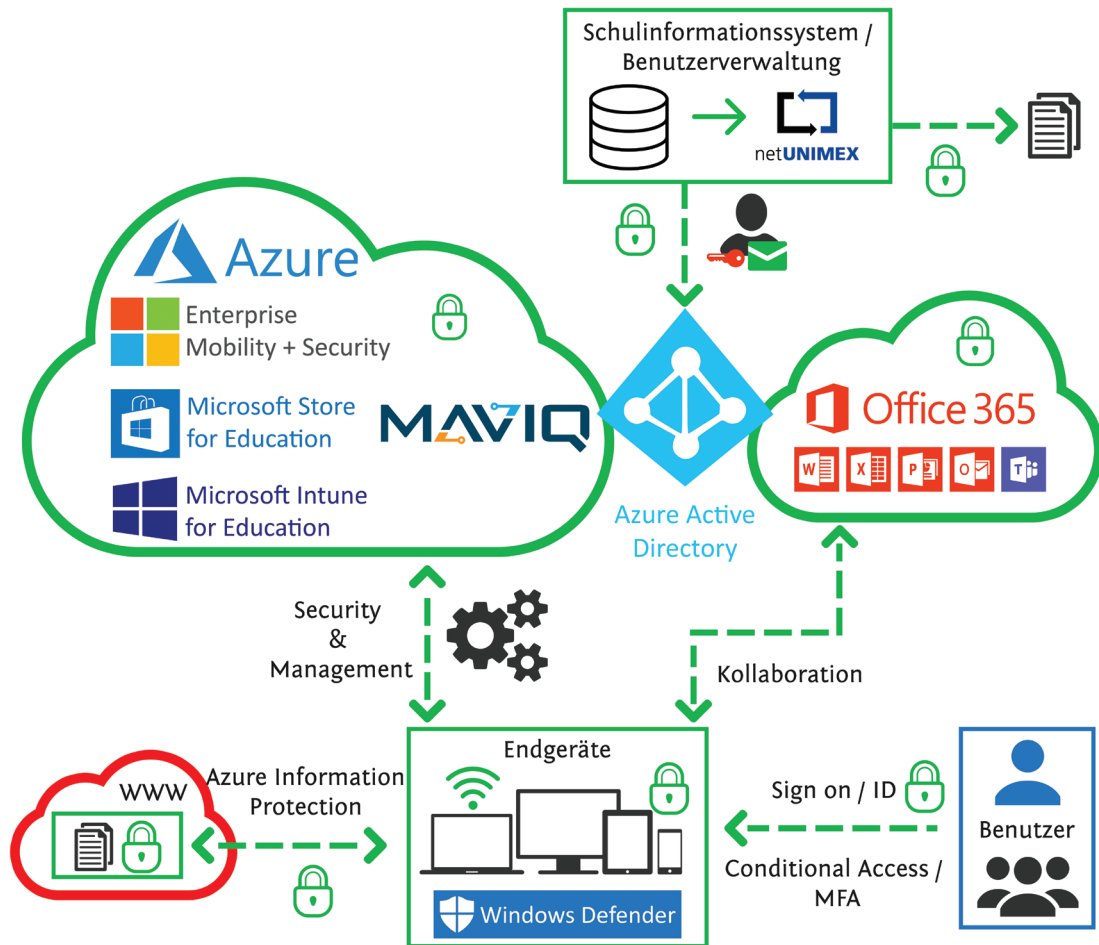 Schulinformationssystem /
Benutzerverwaltung
netUNIMEX
Azure
Enterprise
Mobility + Security
Microsoft Store
for Education
MAVIQ
Microsoft Intune
for Education
Azure Active
Directory
Office 365
W
X
P
O
T
Security
&
Management
Kollaboration
WWW
Azure Information
Protection
Endgeräte
Windows Defender
Sign on / ID
Conditional Access /
MFA
Benutzer